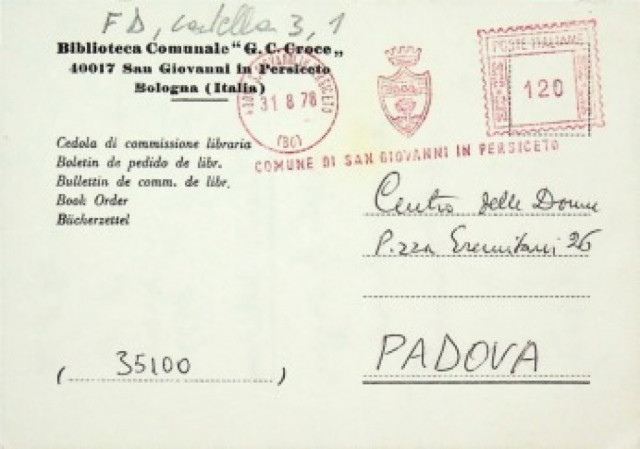 FD, cartella 3, 1
Biblioteca Comunale "G. C. Croce„
40017 San Giovanni in Persiceto
Bologna (Italia)
31 8 78
(BO)
POSTE ITALIANE
120
COMUNE DI SAN GIOVANNI IN PERSICETO
Cedola di commissione libraria
Boletin de pedido de libr.
Bullettin de comm. de libr.
Book Order
Bücherzettel
Centro delle Donne
P.zza Eremitani 26
PADOVA
( 35100 )